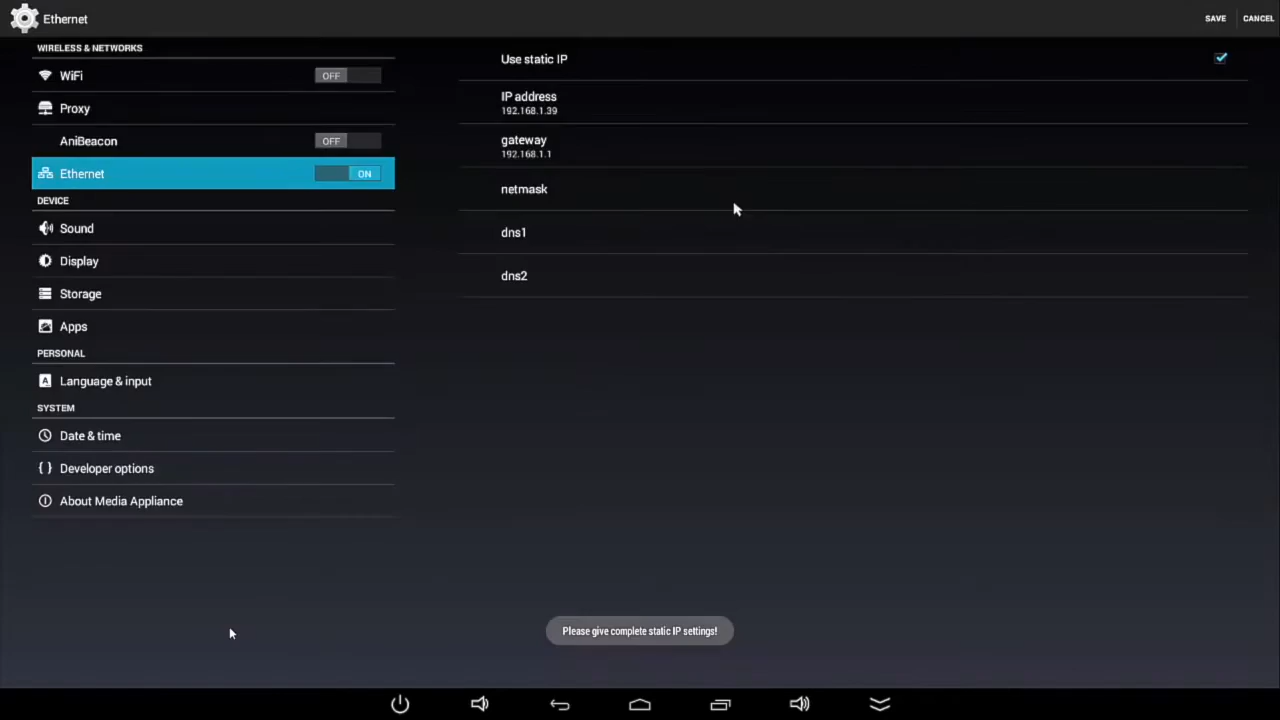 Ethernet
SAVE
CANCEL
WIRELESS & NETWORKS
WiFi
OFF
Proxy
AniBeacon
OFF
Ethernet
ON
DEVICE
Sound
Display
Storage
Apps
PERSONAL
A
Language & input
SYSTEM
Date & time
{ } Developer options
About Media Appliance
Use static IP
IP address
192.168.1.39
gateway
192.168.1.1
netmask
dns1
dns2
Please give complete static IP settings!